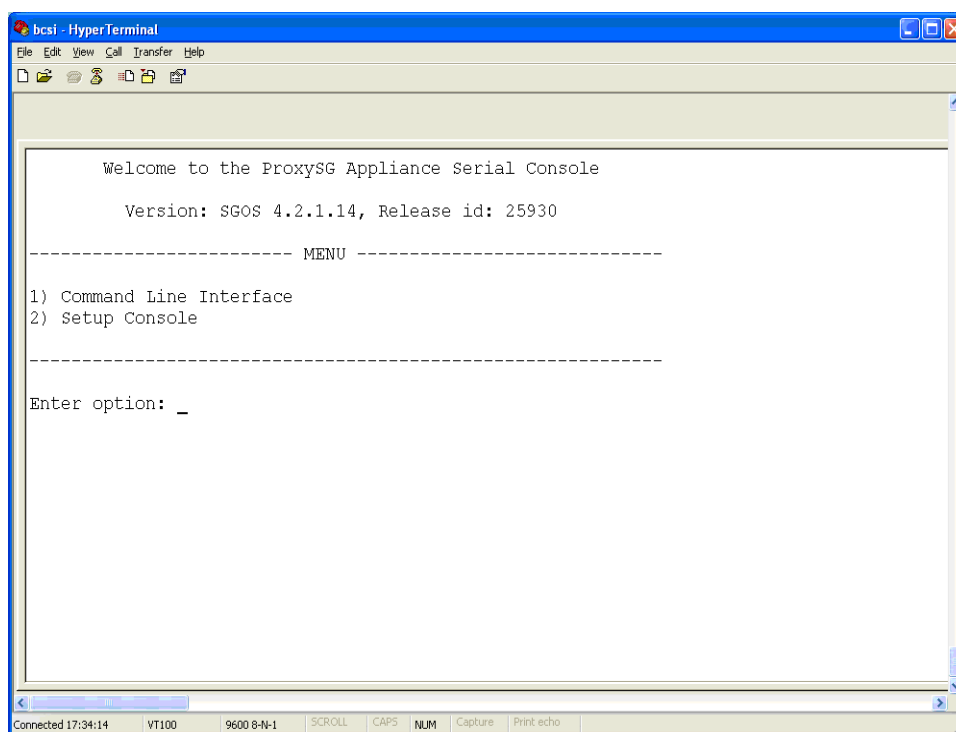 bcsi - HyperTerminal
File Edit View Call Transfer Help
Welcome to the ProxySG Appliance Serial Console
Version: SGOS 4.2.1.14, Release id: 25930
------------------------- MENU -----------------------------
1) Command Line Interface
2) Setup Console
------------------------------------------------------------
Enter option: _
Connected 17:34:14 VT100 9600 8-N-1 SCROLL CAPS NUM Capture Print echo